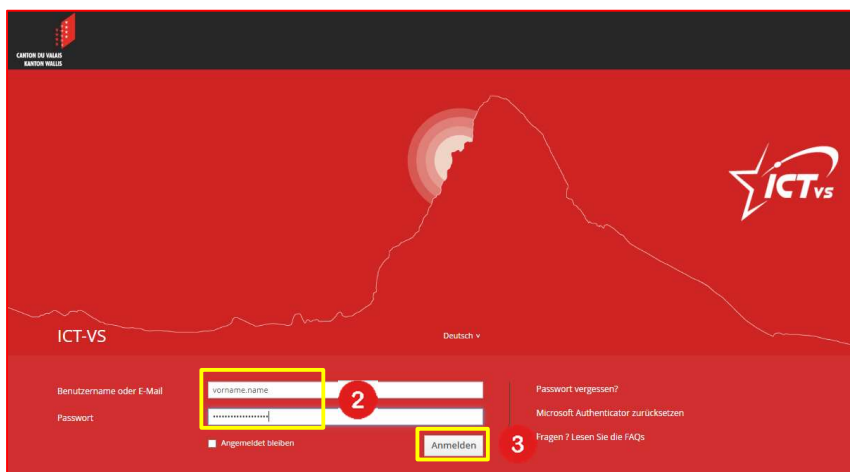 CANTON DU VALAIS
KANTON WALLIS
ICTvs
ICT-VS
Deutsch v
Benutzername oder E-Mail
vorname.name
2
Passwort vergessen?
Passwort
••••••••••••••••••
Microsoft Authenticator zurücksetzen
Angemeldet bleiben
Anmelden
3
Fragen ? Lesen Sie die FAQs